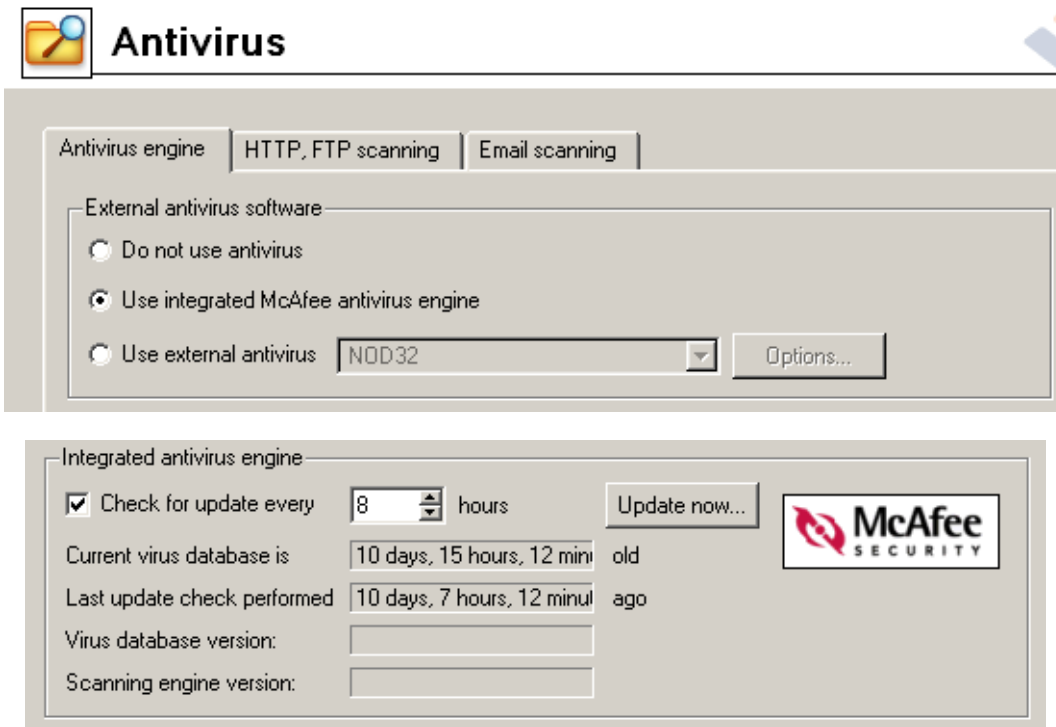 Antivirus
Antivirus engine HTTP, FTP scanning Email scanning
External antivirus software
Do not use antivirus
Use integrated McAfee antivirus engine
Use external antivirus NOD32 Options...
Integrated antivirus engine
Check for update every 8 hours Update now...
McAfee
SECURITY
Current virus database is 10 days, 15 hours, 12 minu old
Last update check performed 10 days, 7 hours, 12 minut ago
Virus database version:
Scanning engine version: